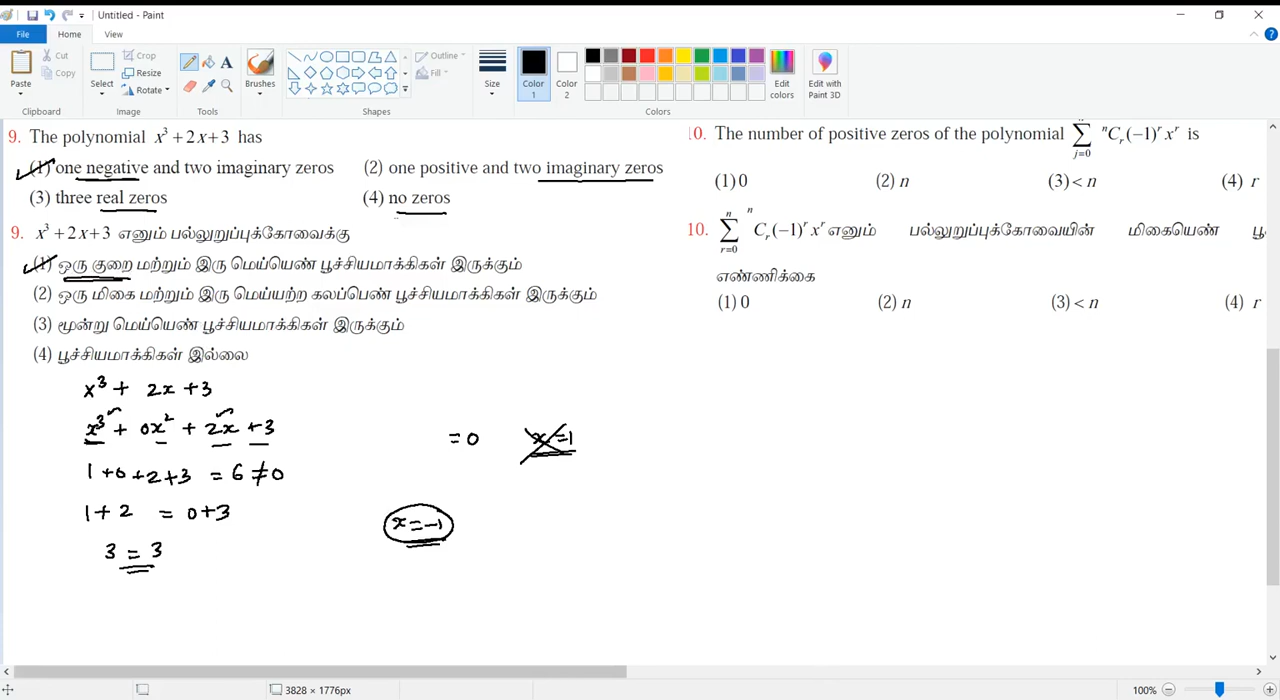 Untitled - Paint
File Home View
Paste Cut Copy Clipboard
Select Crop Resize Rotate Image
Tools
Brushes
Outline Fill Shapes
Size
Color 1 Color 2
Edit colors
Edit with Paint 3D
Colors
9. The polynomial x³ + 2x + 3 has
(1) one negative and two imaginary zeros (2) one positive and two imaginary zeros
(3) three real zeros (4) no zeros
9. x³ + 2x + 3 எனும் பல்லுறுப்புக்கோவைக்கு
(1) ஒரு குறை மற்றும் இரு மெய்யெண் பூச்சியமாக்கிகள் இருக்கும்
(2) ஒரு மிகை மற்றும் இரு மெய்யற்ற கலப்பெண் பூச்சியமாக்கிகள் இருக்கும்
(3) மூன்று மெய்யெண் பூச்சியமாக்கிகள் இருக்கும்
(4) பூச்சியமாக்கிகள் இல்லை
x³ + 2x + 3
x³ + 0x² + 2x + 3 = 0 x = 1
1 + 0 + 2 + 3 = 6 ≠ 0
1 + 2 = 0 + 3 x = -1
3 = 3
10. The number of positive zeros of the polynomial ∑ j=0 ⁿCᵣ(−1)ʳxʳ is
(1) 0 (2) n (3) < n (4) r
10. ∑ r=0 n ⁿCᵣ(−1)ʳxʳ எனும் பல்லுறுப்புக்கோவையின் மிகையெண்
எண்ணிக்கை
(1) 0 (2) n (3) < n (4) r
3828 × 1776px 100%